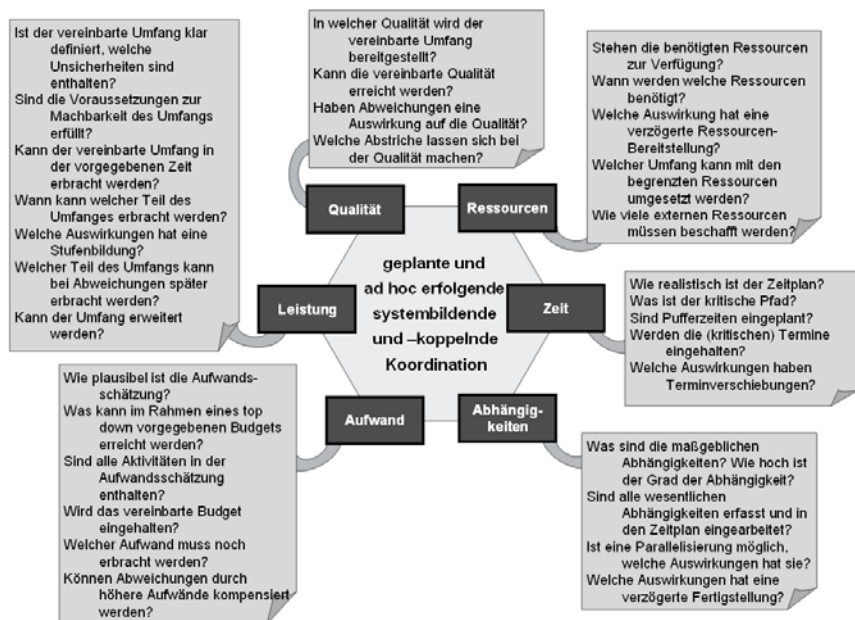 Ist der vereinbarte Umfang klar
definiert, welche
Unsicherheiten sind
enthalten?
Sind die Voraussetzungen zur
Machbarkeit des Umfangs
erfüllt?
Kann der vereinbarte Umfang in
der vorgegebenen Zeit
erbracht werden?
Wann kann welcher Teil des
Umfanges erbracht werden?
Welche Auswirkungen hat eine
Stufenbildung?
Welcher Teil des Umfangs kann
bei Abweichungen später
erbracht werden?
Kann der Umfang erweitert
werden?
In welcher Qualität wird der
vereinbarte Umfang
bereitgestellt?
Kann die vereinbarte Qualität
erreicht werden?
Haben Abweichungen eine
Auswirkung auf die Qualität?
Welche Abstriche lassen sich bei
der Qualität machen?
Stehen die benötigten Ressourcen
zur Verfügung?
Wann werden welche Ressourcen
benötigt?
Welche Auswirkung hat eine
verzögerte Ressourcen-
Bereitstellung?
Welcher Umfang kann mit den
begrenzten Ressourcen
umgesetzt werden?
Wie viele externen Ressourcen
müssen beschafft werden?
Qualität
Ressourcen
Leistung
geplante und
ad hoc erfolgende
systembildende
und –koppelnde
Koordination
Zeit
Aufwand
Abhängig-
keiten
Wie realistisch ist der Zeitplan?
Was ist der kritische Pfad?
Sind Pufferzeiten eingeplant?
Werden die (kritischen) Termine
eingehalten?
Welche Auswirkungen haben
Terminverschiebungen?
Wie plausibel ist die Aufwands-
schätzung?
Was kann im Rahmen eines top
down vorgegebenen Budgets
erreicht werden?
Sind alle Aktivitäten in der
Aufwandsschätzung
enthalten?
Wird das vereinbarte Budget
eingehalten?
Welcher Aufwand muss noch
erbracht werden?
Können Abweichungen durch
höhere Aufwände kompensiert
werden?
Was sind die maßgeblichen
Abhängigkeiten? Wie hoch ist
der Grad der Abhängigkeit?
Sind alle wesentlichen
Abhängigkeiten erfasst und in
den Zeitplan eingearbeitet?
Ist eine Parallelisierung möglich,
welche Auswirkungen hat sie?
Welche Auswirkungen hat eine
verzögerte Fertigstellung?